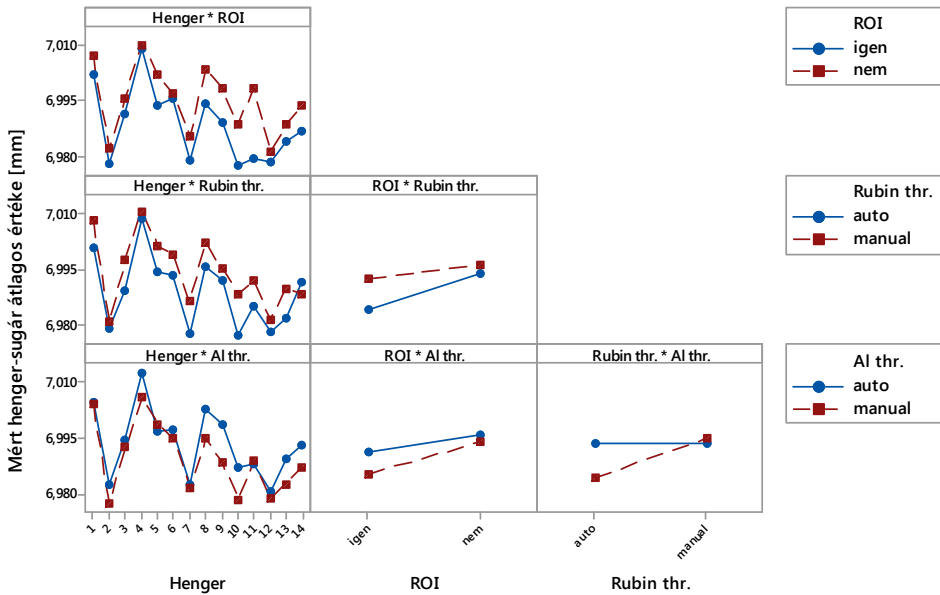 Henger * ROI
7,010
6,995
6,980
ROI
igen
nem
Henger * Rubin thr.
ROI * Rubin thr.
7,010
6,995
6,980
Rubin thr.
auto
manual
Henger * Al thr.
ROI * Al thr.
Rubin thr. * Al thr.
7,010
6,995
6,980
Al thr.
auto
manual
Mért henger-sugár átlagos értéke [mm]
1 2 3 4 5 6 7 8 9 10 11 12 13 14
igen nem
auto manual
Henger
ROI
Rubin thr.